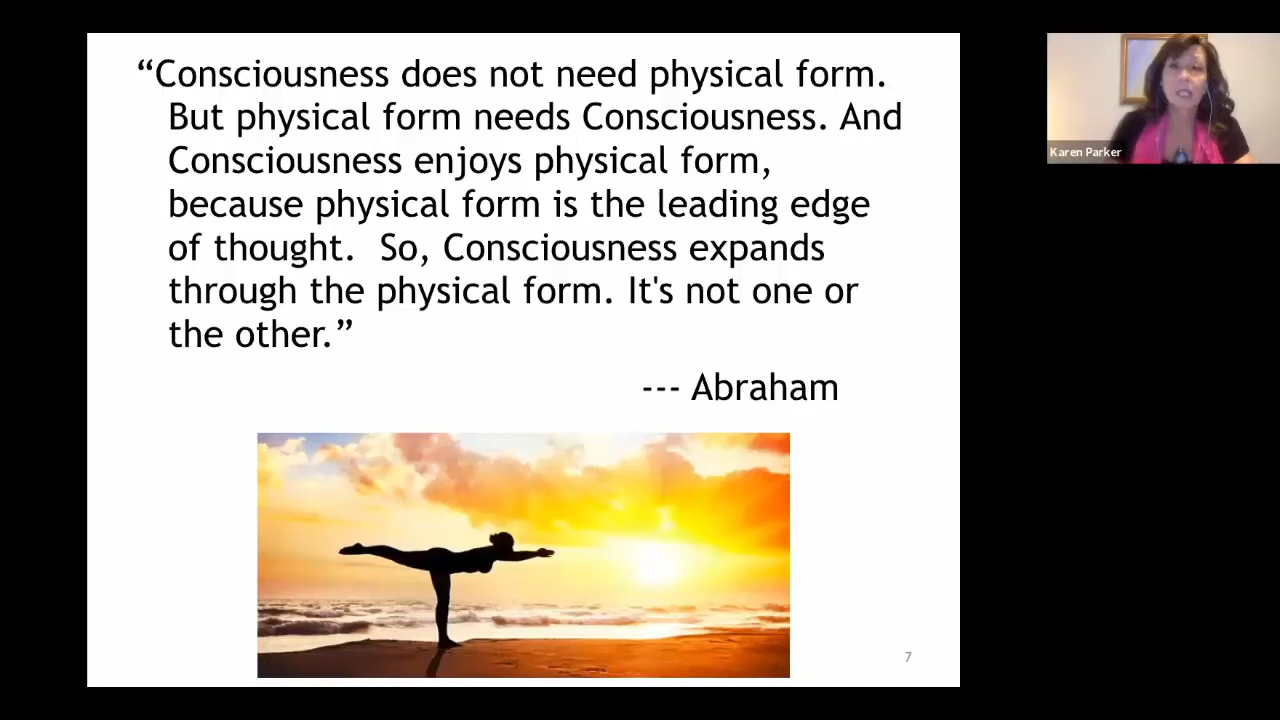 “Consciousness does not need physical form.
But physical form needs Consciousness. And
Consciousness enjoys physical form,
because physical form is the leading edge
of thought.  So, Consciousness expands
through the physical form. It's not one or
the other.”
--- Abraham
7
Karen Parker